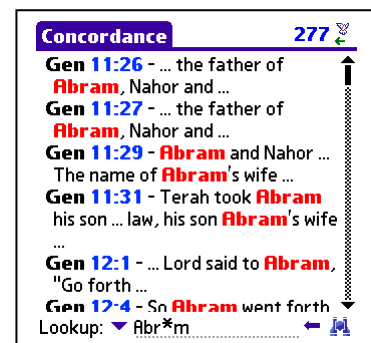 Concordance 277
Gen 11:26 - ... the father of
Abram, Nahor and ...
Gen 11:27 - ... the father of
Abram, Nahor and ...
Gen 11:29 - Abram and Nahor ...
The name of Abram's wife ...
Gen 11:31 - Terah took Abram
his son ... law, his son Abram's wife
...
Gen 12:1 - ... Lord said to Abram,
"Go forth ...
Gen 12:4 - So Abram went forth
Lookup: Abr*m